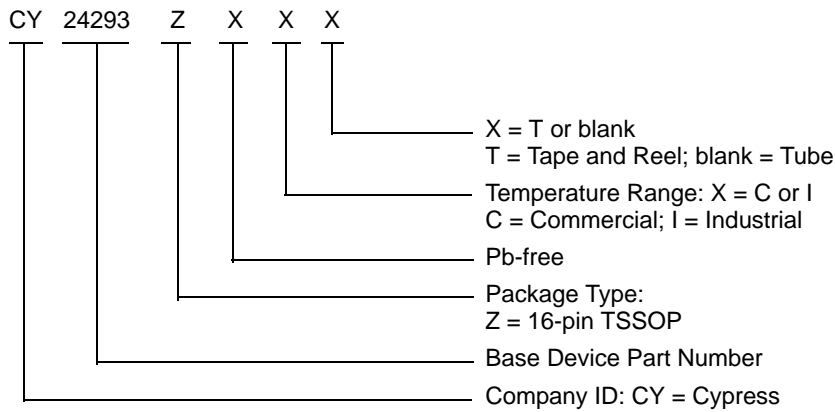 CY 24293 Z X X X
X = T or blank
T = Tape and Reel; blank = Tube
Temperature Range: X = C or I
C = Commercial; I = Industrial
Pb-free
Package Type:
Z = 16-pin TSSOP
Base Device Part Number
Company ID: CY = Cypress